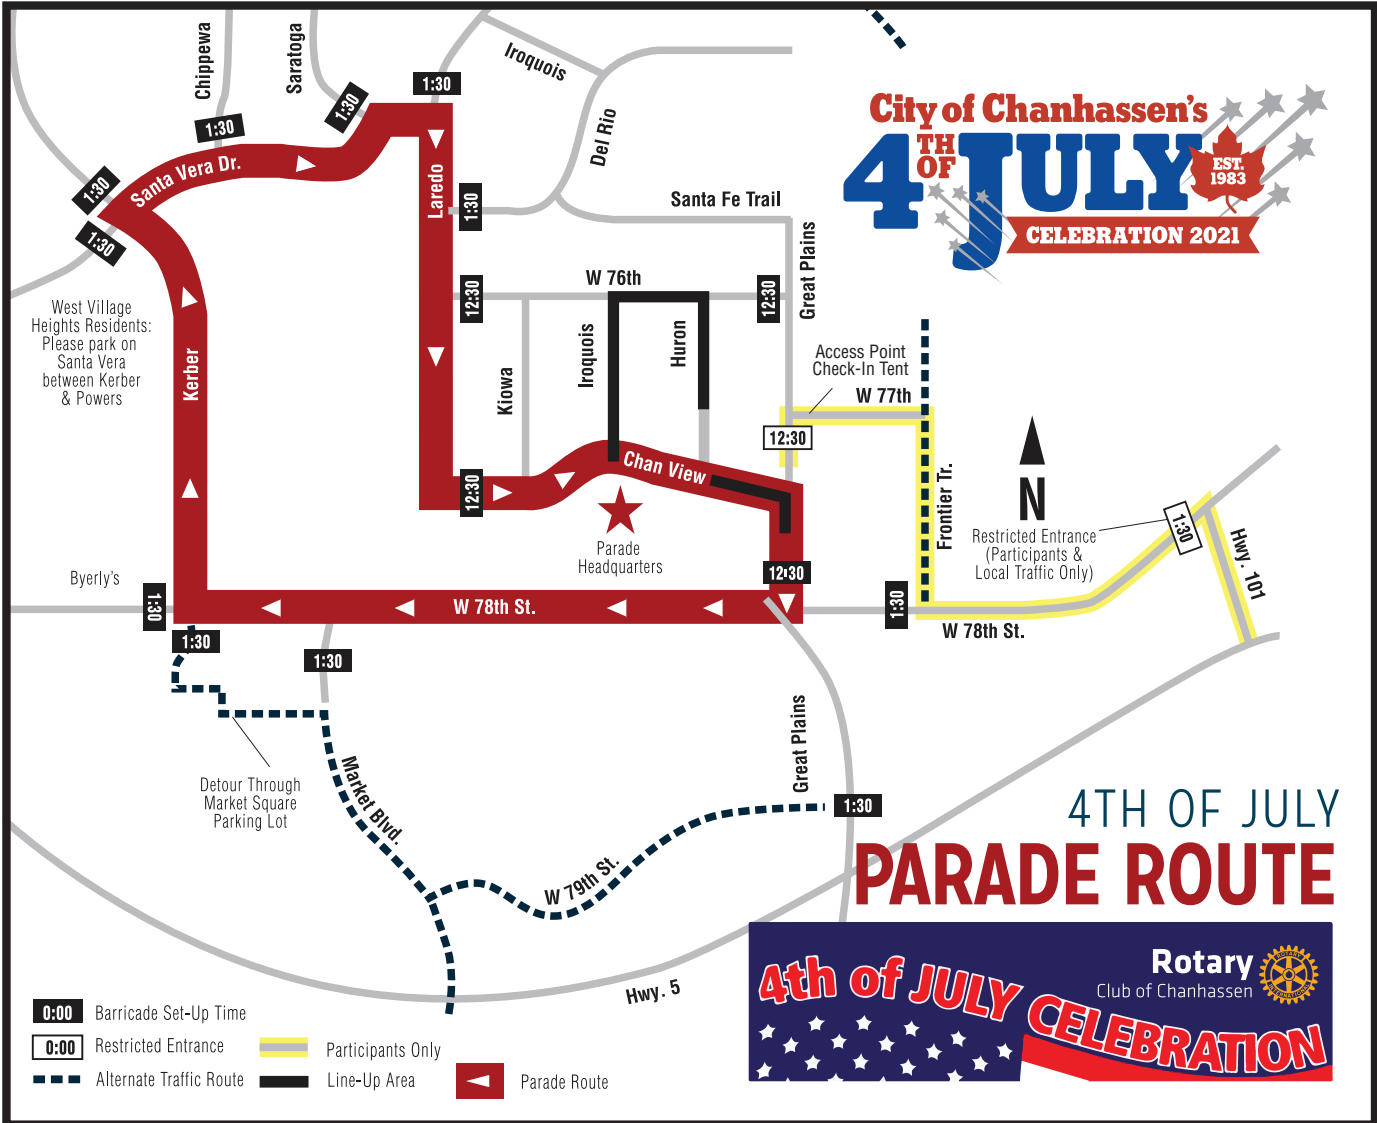 Chippewa
Saratoga
Iroquois
Del Rio
1:30
1:30
1:30
1:30
1:30
Santa Vera Dr.
Laredo
1:30
Santa Fe Trail
Great Plains
City of Chanhassen's
4TH OF JULY
EST.
1983
CELEBRATION 2021
West Village
Heights Residents:
Please park on
Santa Vera
between Kerber
& Powers
Kerber
12:30
W 76th
12:30
Kiowa
Iroquois
Huron
Access Point
Check-In Tent
W 77th
12:30
12:30
Chan View
Parade
Headquarters
Frontier Tr.
N
Restricted Entrance
(Participants &
Local Traffic Only)
1:30
Hwy. 101
Byerly's
1:30
W 78th St.
12:30
1:30
W 78th St.
1:30
1:30
Detour Through
Market Square
Parking Lot
Market Blvd.
W 79th St.
Great Plains
1:30
Hwy. 5
4TH OF JULY
PARADE ROUTE
4th of JULY CELEBRATION
Rotary
Club of Chanhassen
ROTARY
INTERNATIONAL
0:00 Barricade Set-Up Time
0:00 Restricted Entrance
Alternate Traffic Route
Participants Only
Line-Up Area
Parade Route